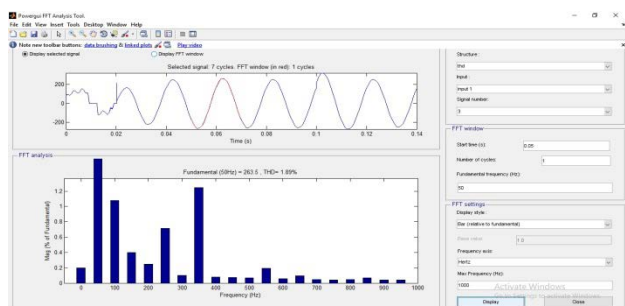 Powergui FFT Analysis Tool.
File Edit View Insert Tools Desktop Window Help
Note new toolbar buttons: data brushing & linked plots Play video
Display selected signal Display FFT window
Selected signal: 7 cycles. FFT window (in red): 1 cycles
200
0
-200
0 0.02 0.04 0.06 0.08 0.1 0.12 0.14
Time (s)
FFT analysis
Fundamental (50Hz) = 263.5 , THD= 1.89%
Mag (% of Fundamental)
1.2
1
0.8
0.6
0.4
0.2
0
0 100 200 300 400 500 600 700 800 900 1000
Frequency (Hz)
Structure :
Input :
input 1
Signal number:
3
FFT window
Start time (s):
0.05
Number of cycles:
1
Fundamental frequency (Hz):
50
FFT settings
Display style :
Bar (relative to fundamental)
Base value:
1.0
Frequency axis:
Hertz
Max Frequency (Hz):
1000
Activate Windows
Go to Settings to activate Windows.
Display Close